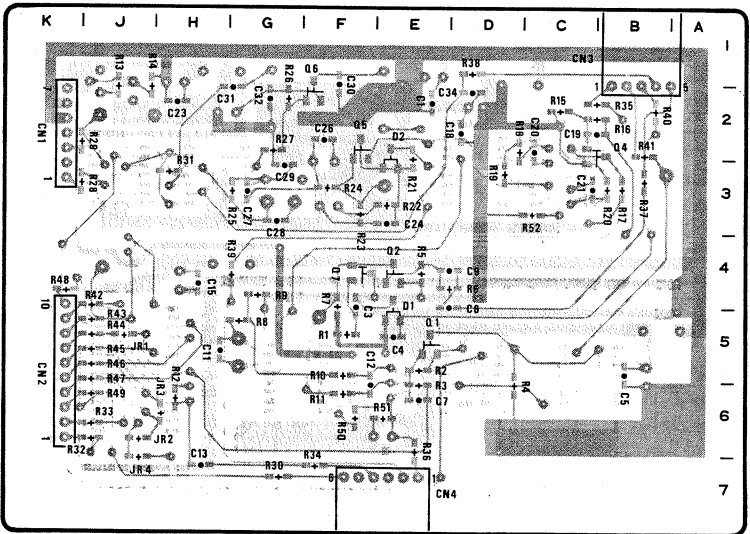 K J H G F E D C B A
R13 R14 R26 Q6 C30 R38 CN3 I
7 C31 C32 C1 C34 1 5
C23 R15 R35 R40 2
CN1 R28 R27 C26 Q5 D2 C18 R18 C20 C19 R16 Q4 R41
R31 C29 R21 R19 C21
1 R28 R24 R22 R20 R17 R37 3
R25 C27 C28 R23 C24 R52
R39 Q2 R5 4
R48 C15 C9
10 R42 R9 R7 C3 D1 R6
R43 R8 C8
R44 R1 Q1 5
CN2 R45 JR1 C11 C4
R46 C12
R47 R12 R10 R2 C5
R49 JR3 R11 R3 R4
R33 R51 C7 6
1 JR2 R50
R32 C13 R34 R36
JR4 R30 6 1 CN4 7